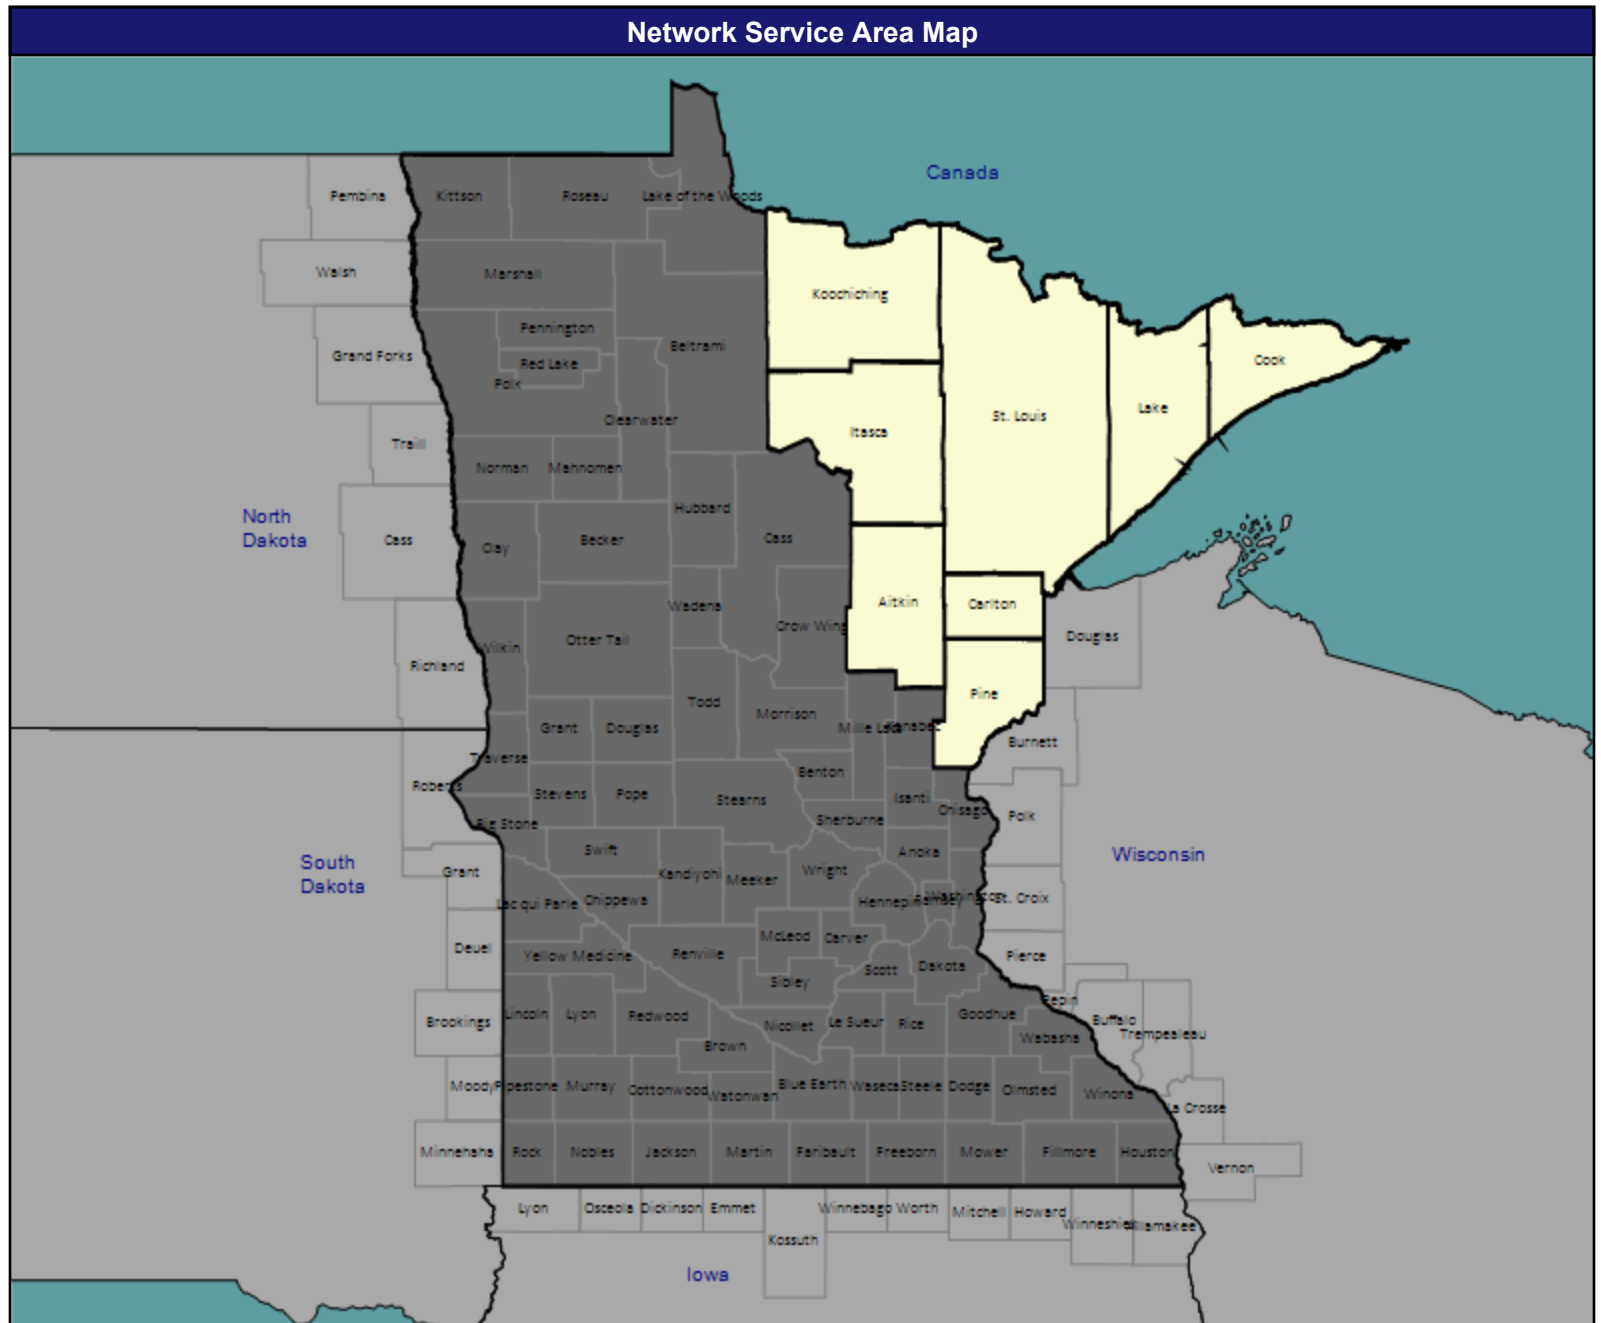 Network Service Area Map
Canada
Pembina
Kittson
Roseau
Lake of the Woods
Walsh
Marshall
Koochiching
Pennington
Beltrami
Grand Forks
Red Lake
Polk
Cook
Lake
St. Louis
Clearwater
Itasca
Traill
Norman
Mahnomen
Hubbard
North
Dakota
Cass
Clay
Becker
Cass
Wadena
Aitkin
Carlton
Crow Wing
Douglas
Otter Tail
Wilkin
Richland
Todd
Pine
Morrison
Grant
Douglas
Mille Lacs
Kanabec
Burnett
Traverse
Benton
Roberts
Stevens
Pope
Stearns
Isanti
Chisago
Polk
Big Stone
Sherburne
Swift
Anoka
Wisconsin
South
Dakota
Grant
Kandiyohi
Meeker
Wright
Lac qui Parle
Chippewa
Hennepin
Ramsey
Washington
St. Croix
McLeod
Carver
Deuel
Yellow Medicine
Renville
Scott
Dakota
Pierce
Sibley
Pepin
Brookings
Lincoln
Lyon
Redwood
Nicollet
Le Sueur
Rice
Goodhue
Buffalo
Trempealeau
Wabasha
Brown
Moody
Pipestone
Murray
Cottonwood
Watonwan
Blue Earth
Waseca
Steele
Dodge
Olmsted
Winona
La Crosse
Minnehaha
Rock
Nobles
Jackson
Martin
Faribault
Freeborn
Mower
Fillmore
Houston
Vernon
Lyon
Osceola
Dickinson
Emmet
Winnebago
Worth
Mitchell
Howard
Winneshiek
Allamakee
Kossuth
Iowa